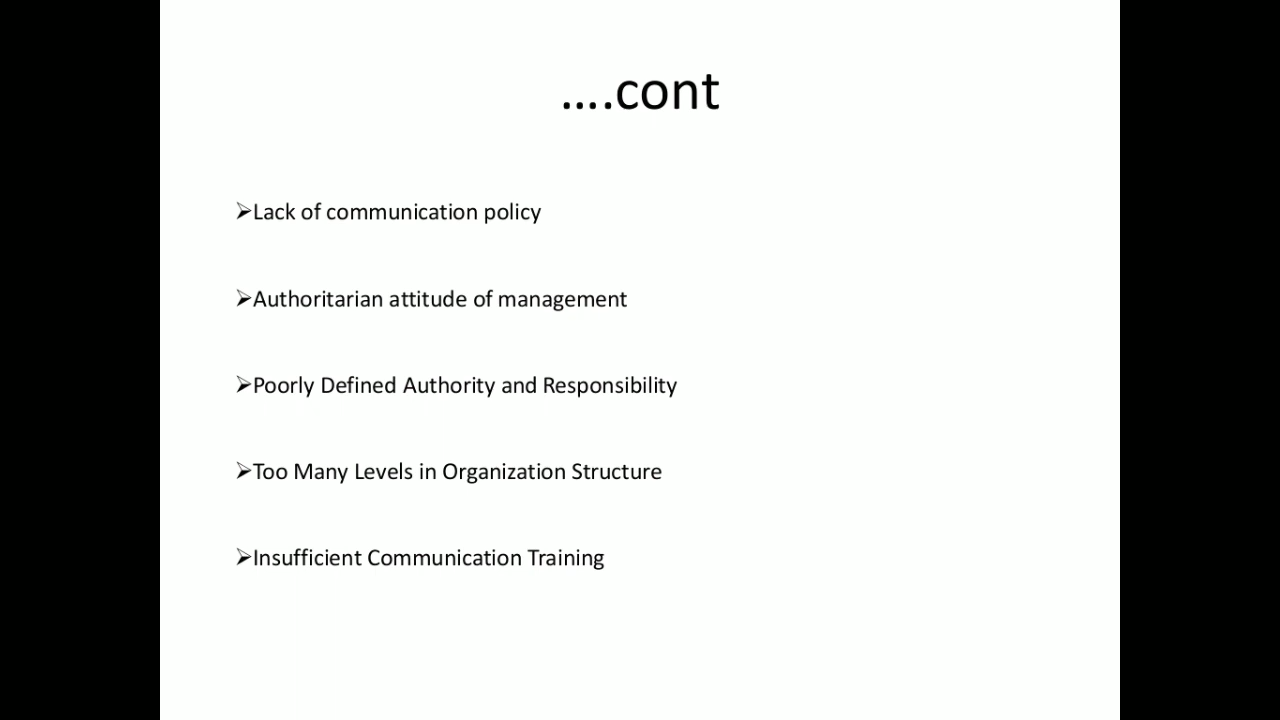 ....cont
➢Lack of communication policy
➢Authoritarian attitude of management
➢Poorly Defined Authority and Responsibility
➢Too Many Levels in Organization Structure
➢Insufficient Communication Training